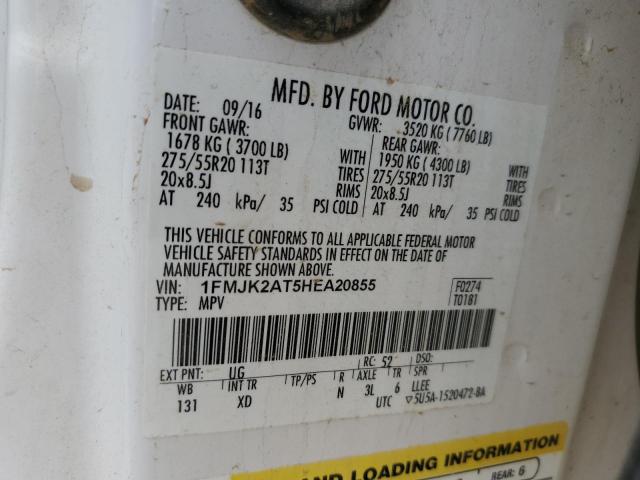 MFD. BY FORD MOTOR CO.
DATE: 09/16 GVWR: 3520 KG ( 7760 LB)
FRONT GAWR: REAR GAWR:
1678 KG ( 3700 LB) WITH 1950 KG ( 4300 LB) WITH
275/55R20 113T TIRES 275/55R20 113T TIRES
20x8.5J RIMS 20x8.5J RIMS
AT 240 kPa/ 35 PSI COLD AT 240 kPa/ 35 PSI COLD
THIS VEHICLE CONFORMS TO ALL APPLICABLE FEDERAL MOTOR
VEHICLE SAFETY STANDARDS IN EFFECT ON THE DATE OF
MANUFACTURE SHOWN ABOVE.
VIN: 1FMJK2AT5HEA20855 F0274
TYPE: MPV T0181
EXT PNT: UG RC: 52 DSO:
WB INT TR TP/PS R AXLE TR SPR
131 XD N 3L 6 LLEE
UTC ▽5U5A-1520472-BA
AND LOADING INFORMATION
REAR: 6